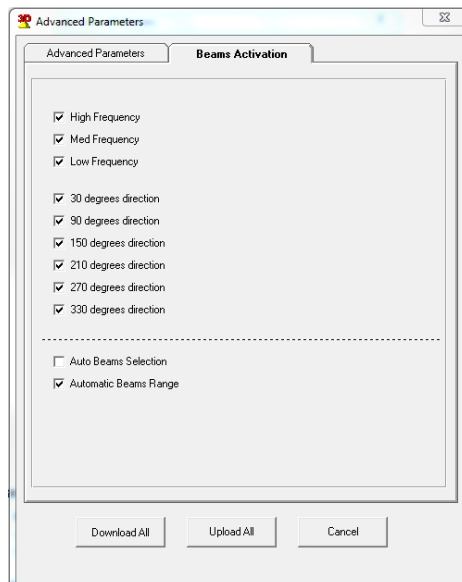 3D Advanced Parameters
Advanced Parameters
Beams Activation
High Frequency
Med Frequency
Low Frequency
30 degrees direction
90 degrees direction
150 degrees direction
210 degrees direction
270 degrees direction
330 degrees direction
Auto Beams Selection
Automatic Beams Range
Download All
Upload All
Cancel